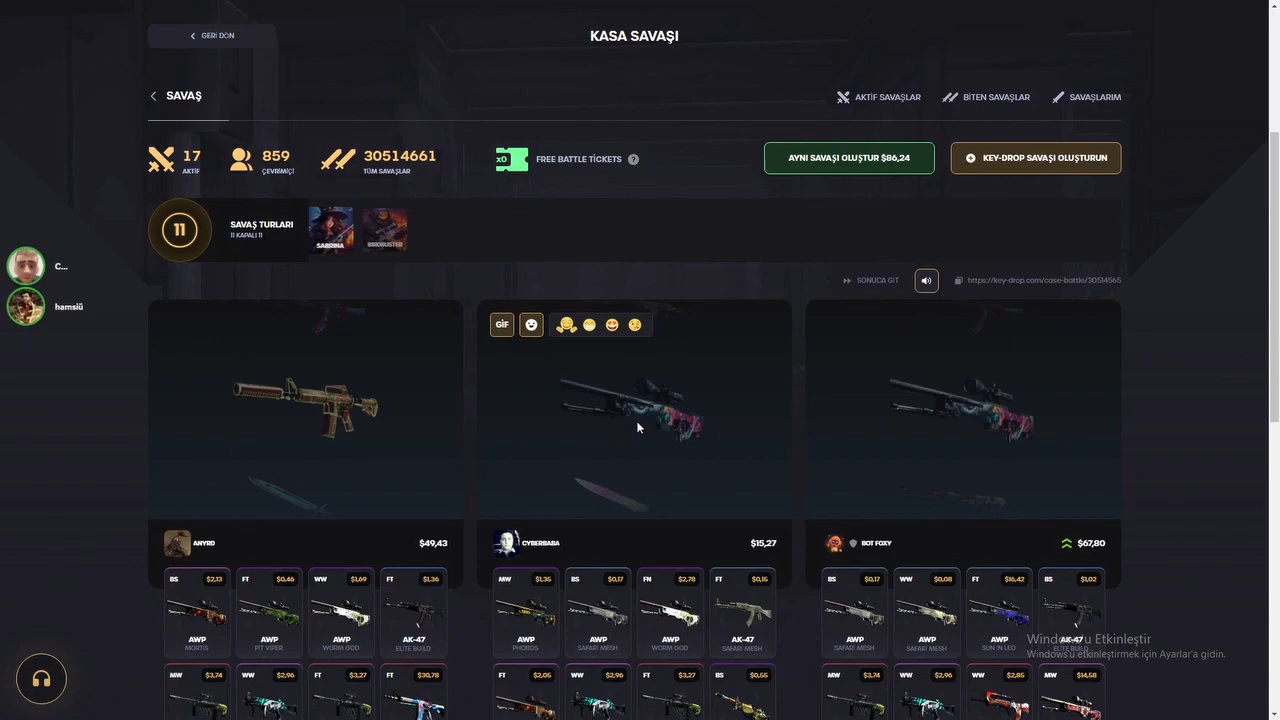 GERİ DÖN
KASA SAVAŞI
SAVAŞ
AKTİF SAVAŞLAR
BİTEN SAVAŞLAR
SAVAŞLARIM
17
AKTİF
859
ÇEVRİMİÇİ
30514661
TÜM SAVAŞLAR
x0
FREE BATTLE TICKETS ?
AYNI SAVAŞI OLUŞTUR $86,24
KEY-DROP SAVAŞI OLUŞTURUN
11
SAVAŞ TURLARI
11 KAPALI 11
SABRINA
C...
hamsiü
SONUCA GIT
https://key-drop.com/case-battle/30514565
GIF
ANYRD
$49,43
CYBERBABA
$15,27
BOT FOXY
$67,80
BS $2,13
AWP
MORTIS
FT $0,46
AWP
PIT VIPER
WW $1,69
AWP
WORM GOD
FT $1,36
AK-47
ELITE BUILD
MW $1,35
AWP
PHOBOS
BS $0,17
AWP
SAFARI MESH
FN $2,78
AWP
WORM GOD
FT $0,15
AK-47
SAFARI MESH
BS $0,17
AWP
SAFARI MESH
WW $0,08
AWP
SAFARI MESH
FT $16,42
AWP
SUN IN LEO
BS $1,02
AK-47
ELITE BUILD
MW $3,74
WW $2,96
FT $3,27
FT $30,78
FT $2,05
WW $2,96
FT $3,27
BS $0,55
MW $3,74
WW $2,96
WW $2,85
MW $14,58
Windows'u Etkinleştir
Windows'u etkinleştirmek için Ayarlar'a gidin.